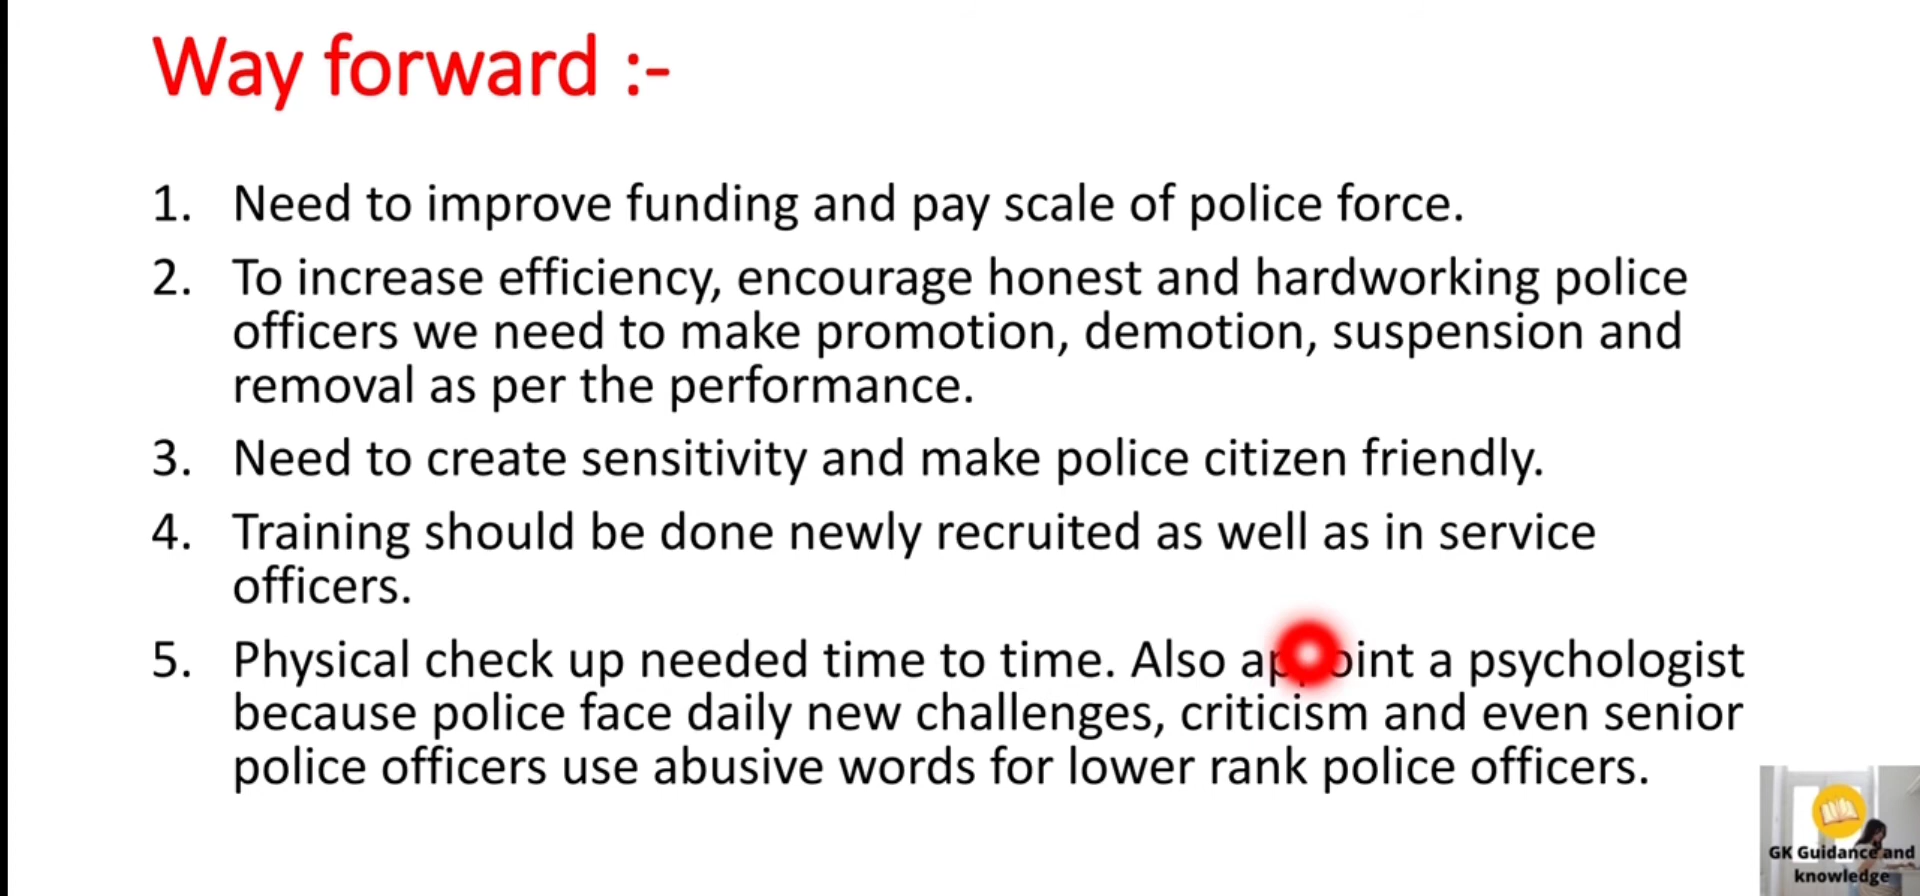 Way forward :-
1. Need to improve funding and pay scale of police force.
2. To increase efficiency, encourage honest and hardworking police
officers we need to make promotion, demotion, suspension and
removal as per the performance.
3. Need to create sensitivity and make police citizen friendly.
4. Training should be done newly recruited as well as in service
officers.
5. Physical check up needed time to time. Also appoint a psychologist
because police face daily new challenges, criticism and even senior
police officers use abusive words for lower rank police officers.
GK Guidance and
knowledge